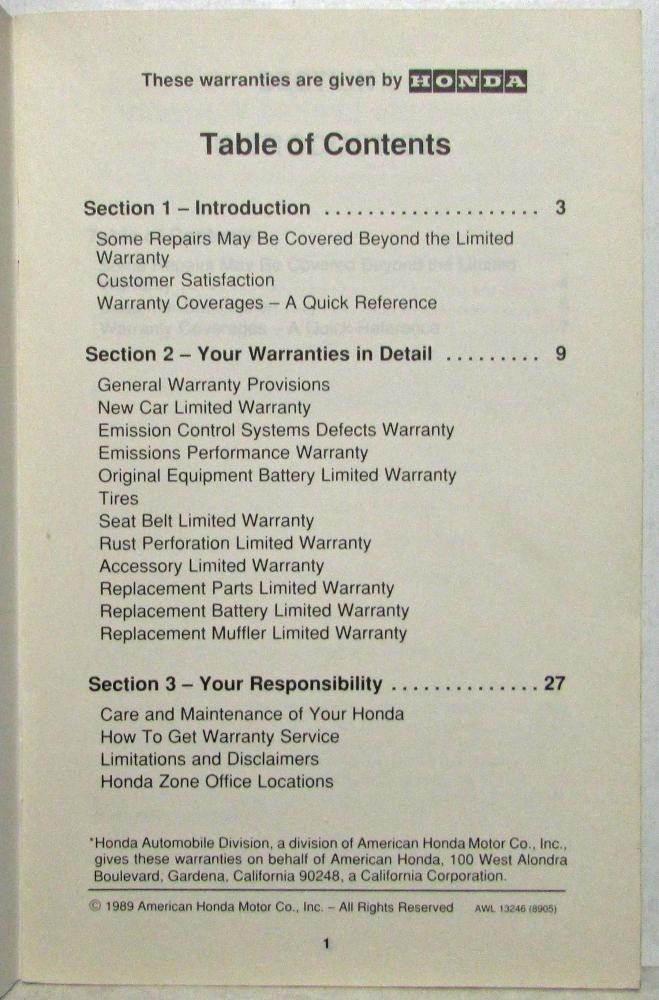 These warranties are given by HONDA
Table of Contents
Section 1 – Introduction .................... 3
Some Repairs May Be Covered Beyond the Limited
Warranty
Customer Satisfaction
Warranty Coverages – A Quick Reference
Section 2 – Your Warranties in Detail ......... 9
General Warranty Provisions
New Car Limited Warranty
Emission Control Systems Defects Warranty
Emissions Performance Warranty
Original Equipment Battery Limited Warranty
Tires
Seat Belt Limited Warranty
Rust Perforation Limited Warranty
Accessory Limited Warranty
Replacement Parts Limited Warranty
Replacement Battery Limited Warranty
Replacement Muffler Limited Warranty
Section 3 – Your Responsibility .............. 27
Care and Maintenance of Your Honda
How To Get Warranty Service
Limitations and Disclaimers
Honda Zone Office Locations
*Honda Automobile Division, a division of American Honda Motor Co., Inc.,
gives these warranties on behalf of American Honda, 100 West Alondra
Boulevard, Gardena, California 90248, a California Corporation.
© 1989 American Honda Motor Co., Inc. – All Rights Reserved AWL 13246 (8905)
1